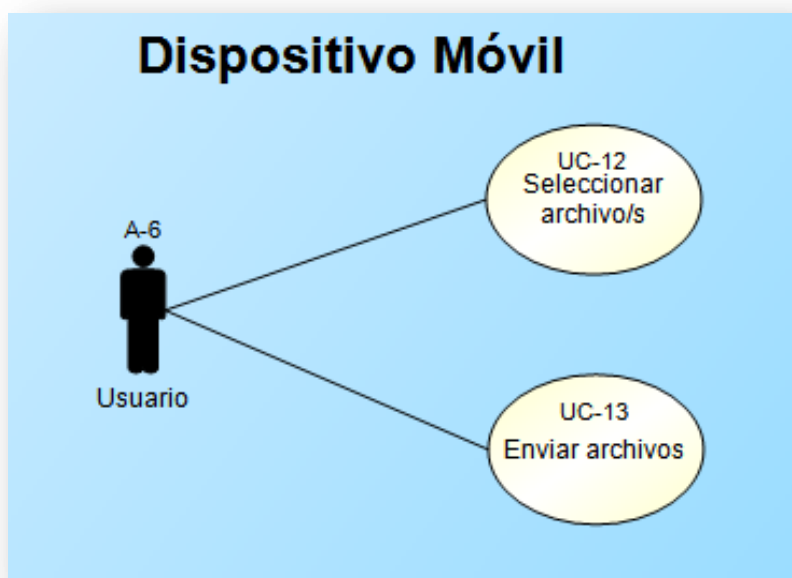 Dispositivo Móvil
UC-12
Seleccionar
archivo/s
A-6
Usuario
UC-13
Enviar archivos